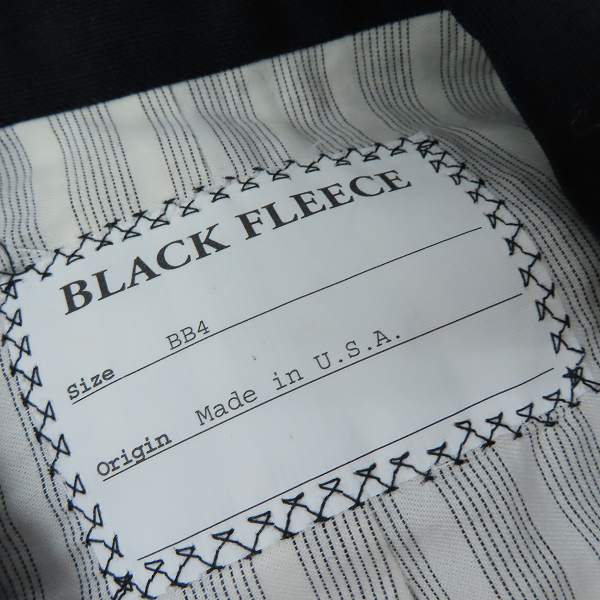 BLACK FLEECE
Size BB4
Origin Made in U.S.A.